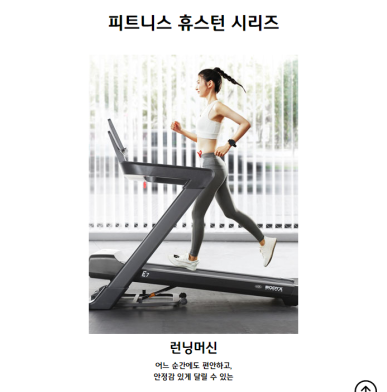 피트니스 휴스턴 시리즈
E7
런닝머신
어느 순간에도 편안하고,
안정감 있게 달릴 수 있는